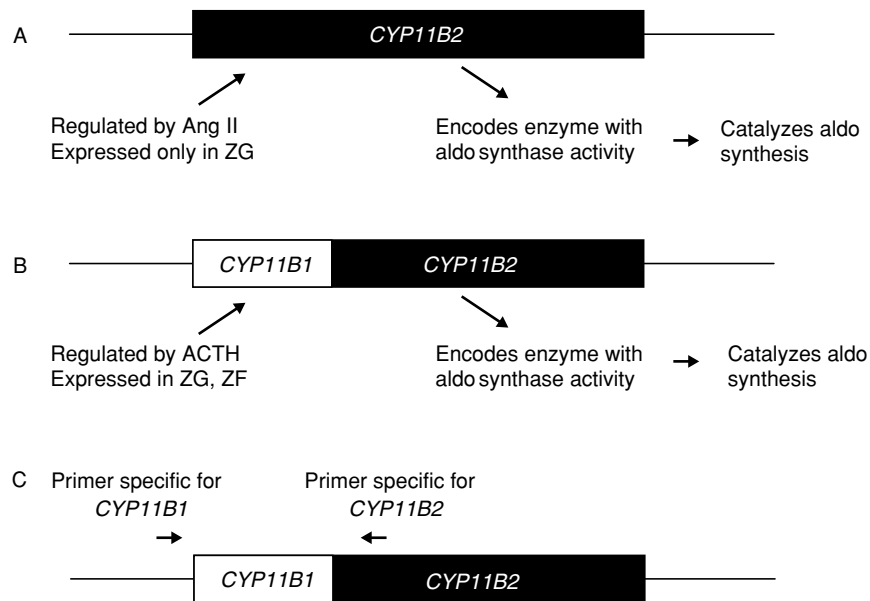 A
CYP11B2
Regulated by Ang II
Expressed only in ZG
Encodes enzyme with
aldo synthase activity
Catalyzes aldo
synthesis
B
CYP11B1
CYP11B2
Regulated by ACTH
Expressed in ZG, ZF
Encodes enzyme with
aldo synthase activity
Catalyzes aldo
synthesis
C
Primer specific for
CYP11B1
Primer specific for
CYP11B2
CYP11B1
CYP11B2